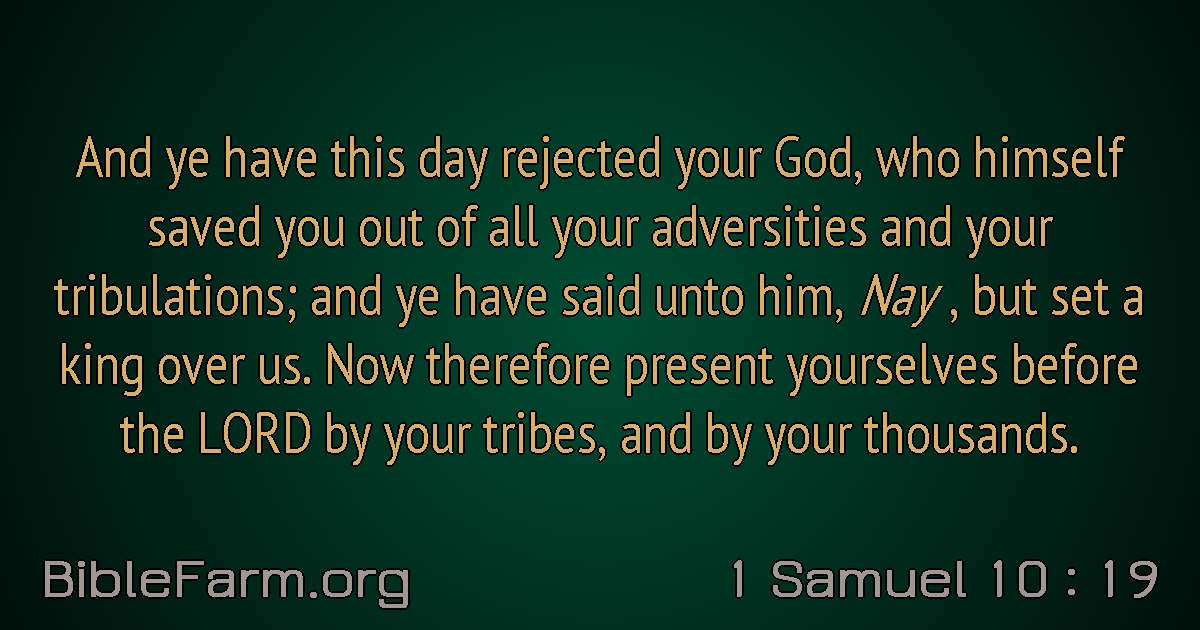 And ye have this day rejected your God, who himself
saved you out of all your adversities and your
tribulations; and ye have said unto him, Nay , but set a
king over us. Now therefore present yourselves before
the LORD by your tribes, and by your thousands.
BibleFarm.org
1 Samuel 10 : 19